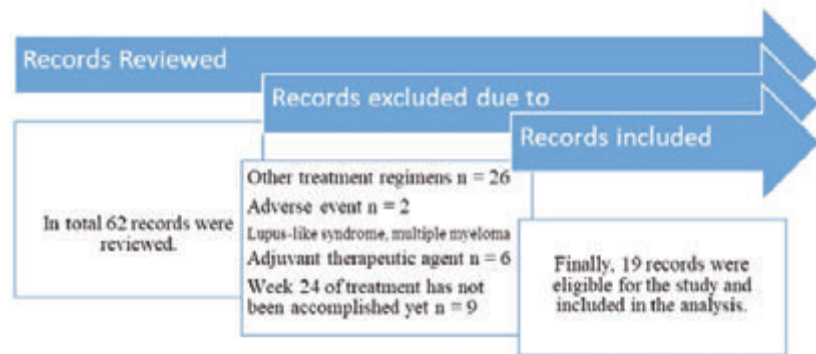 Records Reviewed
Records excluded due to
Records included
In total 62 records were
reviewed.
Other treatment regimens n = 26
Adverse event n = 2
Lupus-like syndrome, multiple myeloma
Adjuvant therapeutic agent n = 6
Week 24 of treatment has not
been accomplished yet n = 9
Finally, 19 records were
eligible for the study and
included in the analysis.